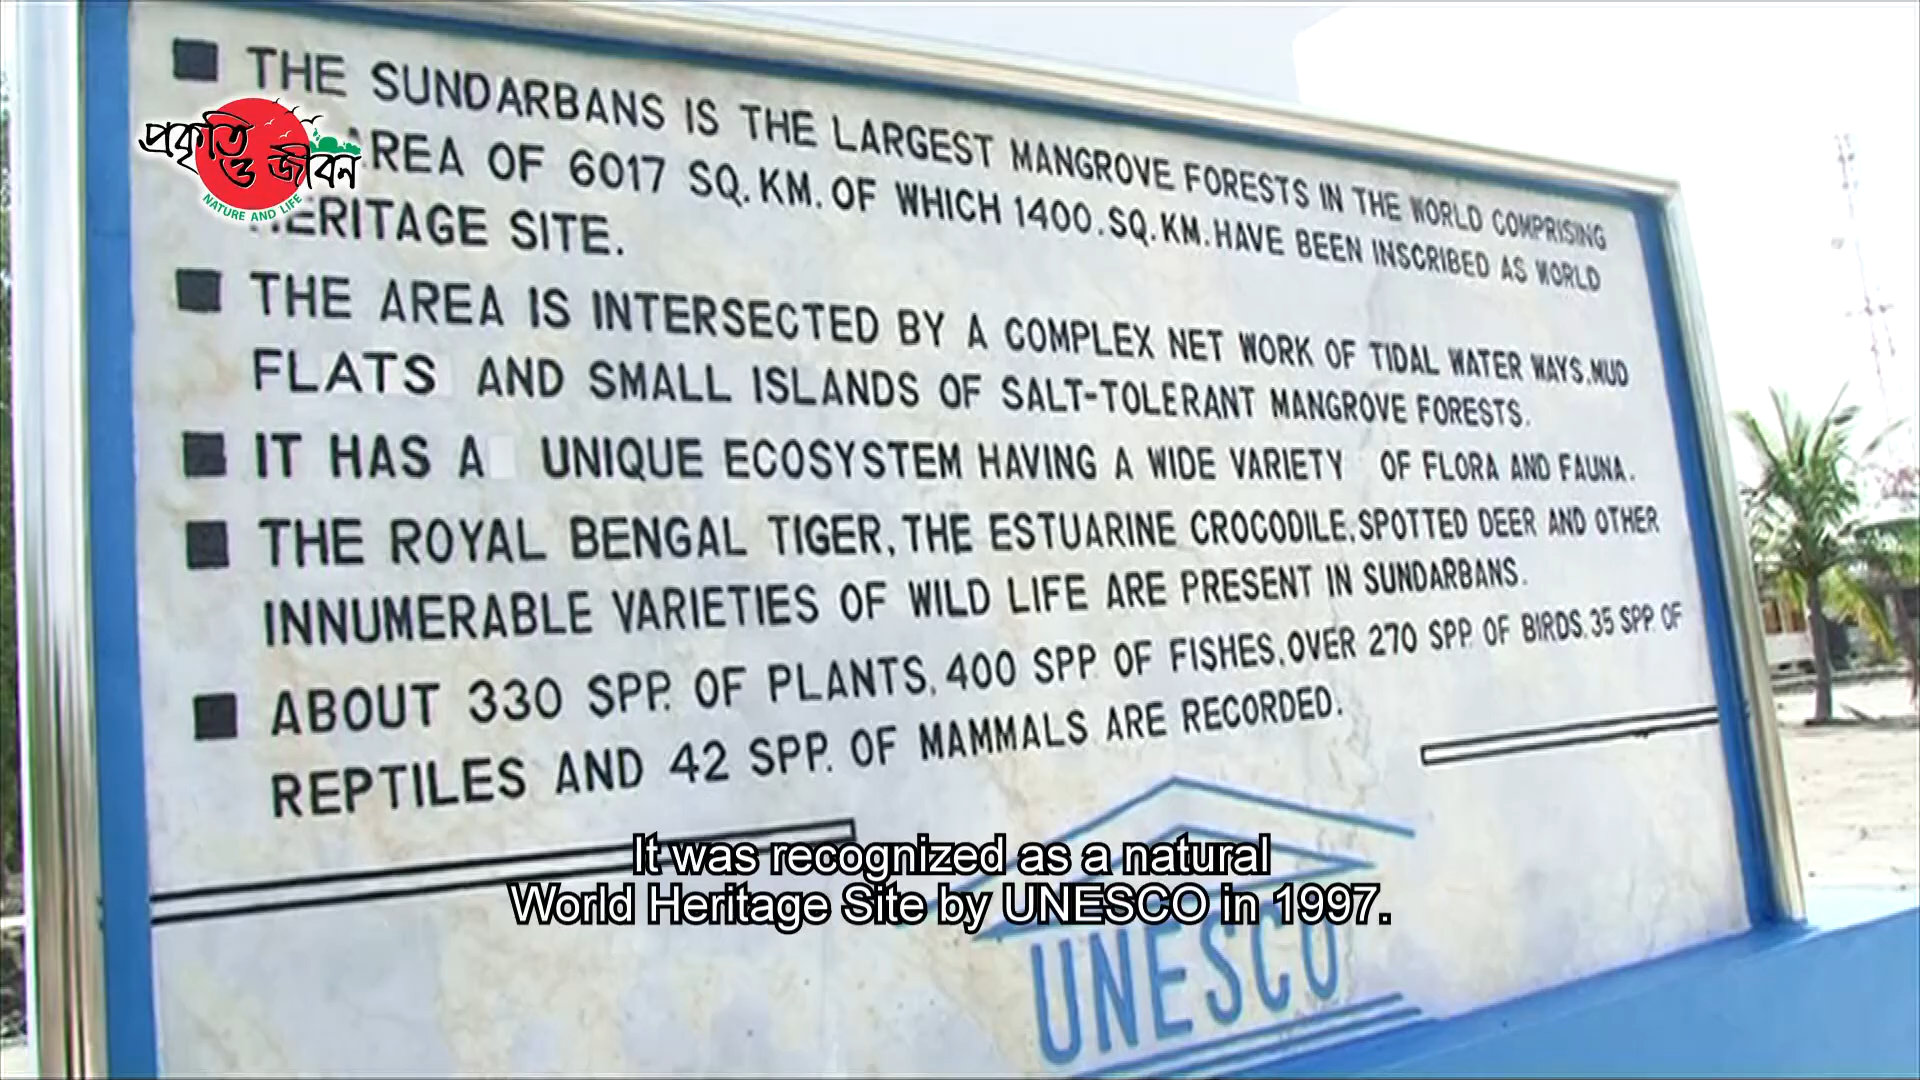 ■ THE SUNDARBANS IS THE LARGEST MANGROVE FORESTS IN THE WORLD COMPRISING
AREA OF 6017 SQ. KM. OF WHICH 1400.SQ.KM.HAVE BEEN INSCRIBED AS WORLD
HERITAGE SITE.
■ THE AREA IS INTERSECTED BY A COMPLEX NET WORK OF TIDAL WATER WAYS.MUD
FLATS AND SMALL ISLANDS OF SALT-TOLERANT MANGROVE FORESTS.
■ IT HAS A UNIQUE ECOSYSTEM HAVING A WIDE VARIETY OF FLORA AND FAUNA.
■ THE ROYAL BENGAL TIGER,THE ESTUARINE CROCODILE,SPOTTED DEER AND OTHER
INNUMERABLE VARIETIES OF WILD LIFE ARE PRESENT IN SUNDARBANS.
■ ABOUT 330 SPP. OF PLANTS, 400 SPP. OF FISHES,OVER 270 SPP. OF BIRDS,35 SPP. OF
REPTILES AND 42 SPP. OF MAMMALS ARE RECORDED.
UNESCO
প্রকৃতি ও জীবন
NATURE AND LIFE
It was recognized as a natural
World Heritage Site by UNESCO in 1997.